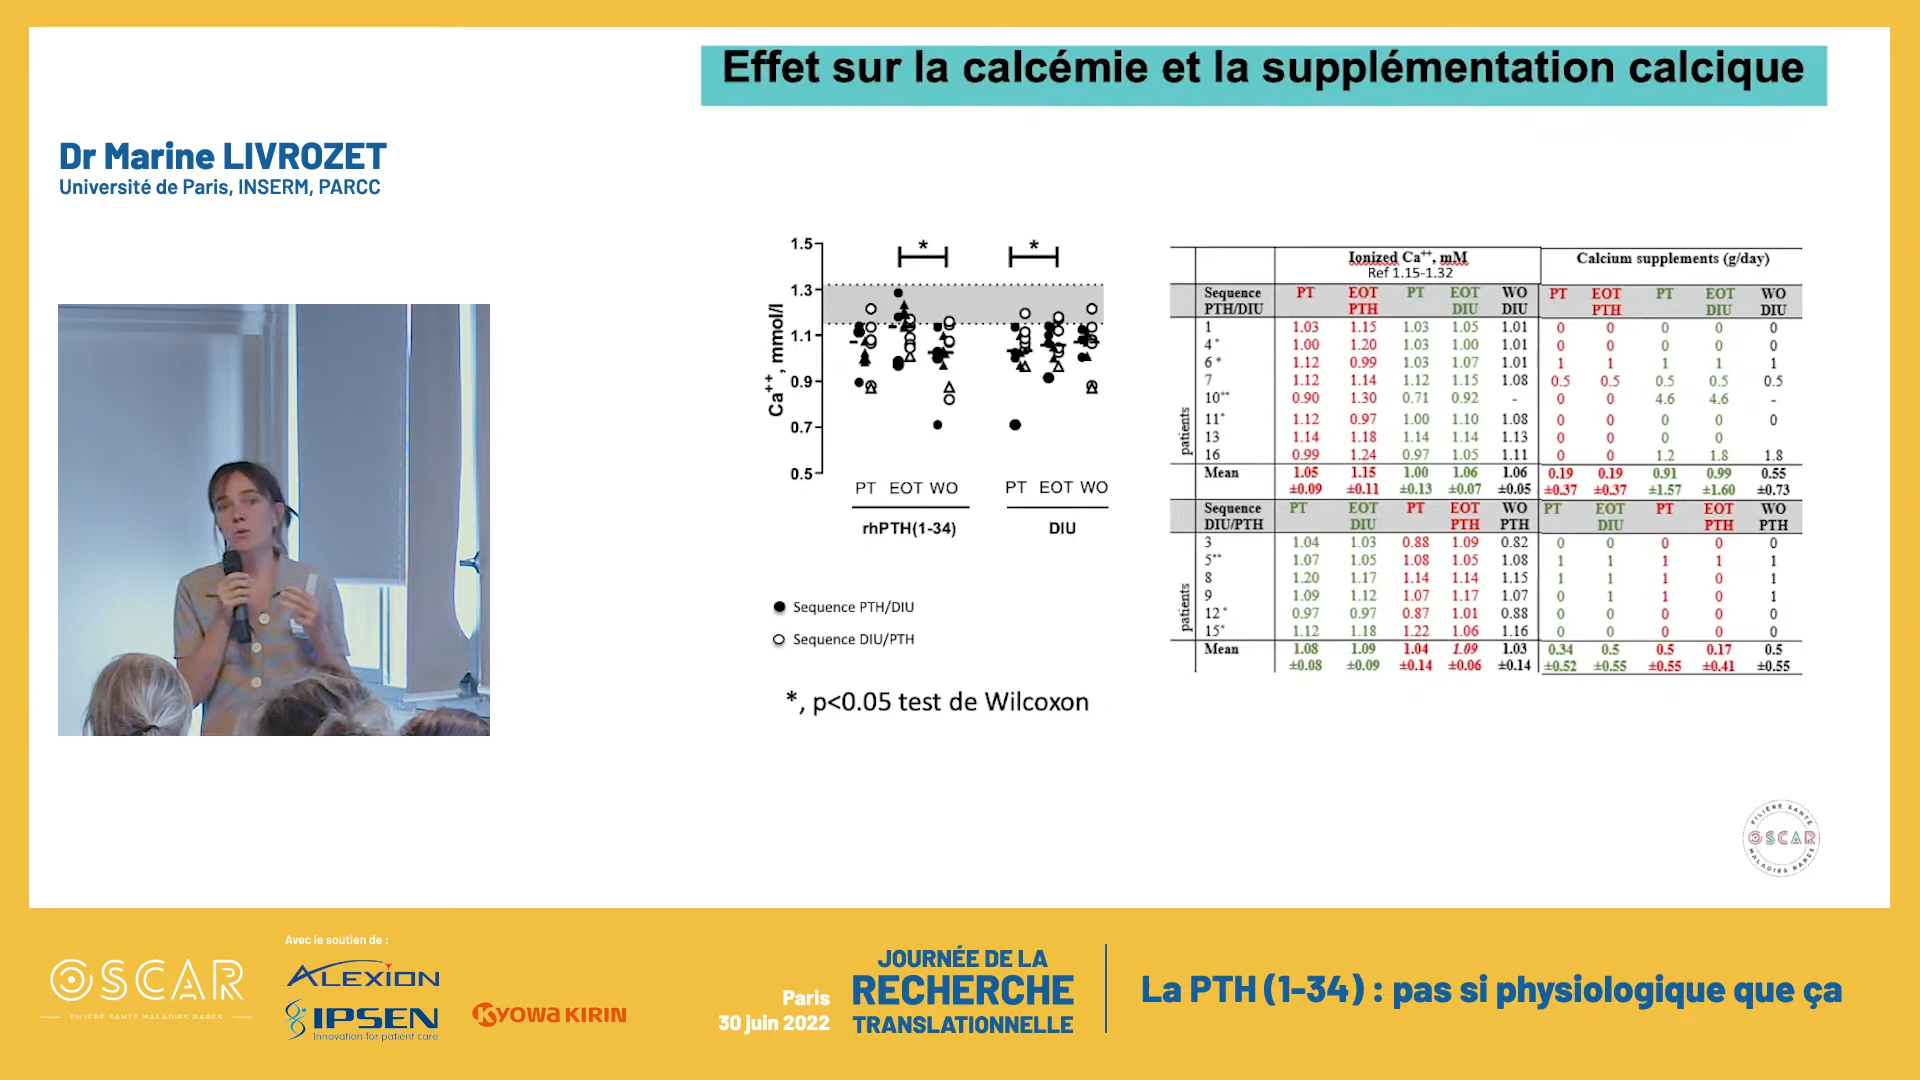 Effet sur la calcémie et la supplémentation calcique
Dr Marine LIVROZET
Université de Paris, INSERM, PARCC
1.5
1.3
1.1
0.9
0.7
0.5
Ca++, mmol/l
* *
PT EOT WO PT EOT WO
rhPTH(1-34) DIU
Sequence PTH/DIU
Sequence DIU/PTH
*, p<0.05 test de Wilcoxon
Ionized Ca++, mM Calcium supplements (g/day)
Ref 1.15-1.32
Sequence PT EOT PT EOT WO PT EOT PT EOT WO
PTH/DIU PTH DIU DIU PTH DIU DIU
patients
1 1.03 1.15 1.03 1.05 1.01 0 0 0 0 0
4* 1.00 1.20 1.03 1.00 1.01 0 0 0 0 0
6* 1.12 0.99 1.03 1.07 1.01 1 1 1 1 1
7 1.12 1.14 1.12 1.15 1.08 0.5 0.5 0.5 0.5 0.5
10** 0.90 1.30 0.71 0.92 - 0 0 4.6 4.6 -
11* 1.12 0.97 1.00 1.10 1.08 0 0 0 0 0
13 1.14 1.18 1.14 1.14 1.13 0 0 0 0
16 0.99 1.24 0.97 1.05 1.11 0 0 1.2 1.8 1.8
Mean 1.05 1.15 1.00 1.06 1.06 0.19 0.19 0.91 0.99 0.55
±0.09 ±0.11 ±0.13 ±0.07 ±0.05 ±0.37 ±0.37 ±1.57 ±1.60 ±0.73
Sequence PT EOT PT EOT WO PT EOT PT EOT WO
DIU/PTH DIU PTH PTH DIU PTH PTH
patients
3 1.04 1.03 0.88 1.09 0.82 0 0 0 0 0
5** 1.07 1.05 1.08 1.05 1.08 1 1 1 1 1
8 1.20 1.17 1.14 1.14 1.15 1 1 1 0 1
9 1.09 1.12 1.07 1.17 1.07 0 1 1 0 1
12* 0.97 0.97 0.87 1.01 0.88 0 0 0 0 0
15* 1.12 1.18 1.22 1.06 1.16 0 0 0 0 0
Mean 1.08 1.09 1.04 1.09 1.03 0.34 0.5 0.5 0.17 0.5
±0.08 ±0.09 ±0.14 ±0.06 ±0.14 ±0.52 ±0.55 ±0.55 ±0.41 ±0.55
FILIÈRE SANTÉ
OSCAR
MALADIES RARES
OSCAR
FILIÈRE SANTÉ MALADIES RARES
Avec le soutien de :
ALEXION
IPSEN
Innovation for patient care
KYOWA KIRIN
Paris
30 juin 2022
JOURNÉE DE LA
RECHERCHE
TRANSLATIONNELLE
La PTH (1-34) : pas si physiologique que ça